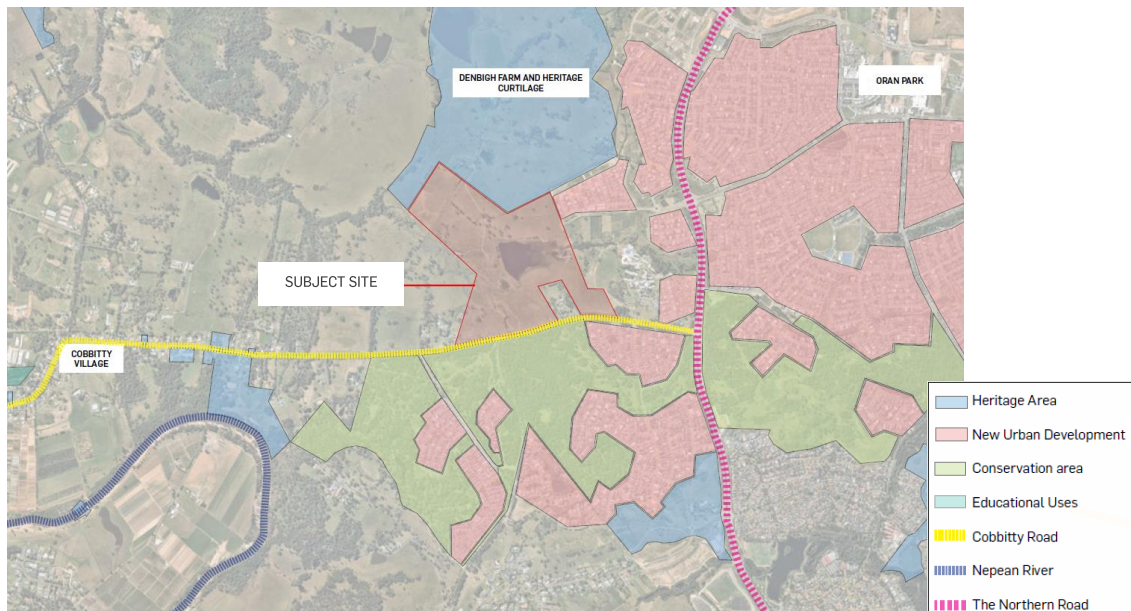 DENBIGH FARM AND HERITAGE
CURTILAGE
ORAN PARK
SUBJECT SITE
COBBITTY
VILLAGE
Heritage Area
New Urban Development
Conservation area
Educational Uses
Cobbitty Road
Nepean River
The Northern Road